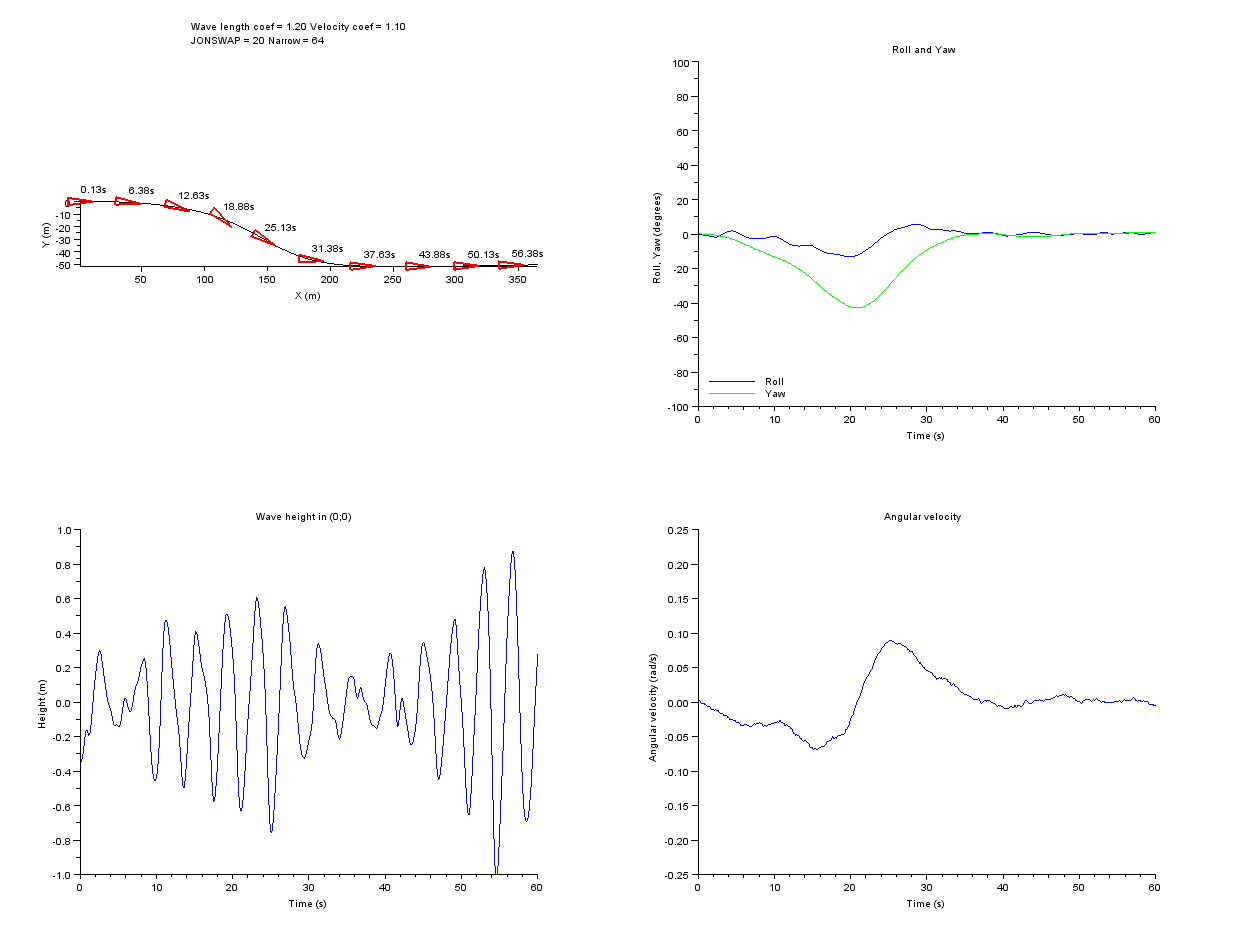 Wave length coef = 1.20 Velocity coef = 1.10
JONSWAP = 20 Narrow = 64
0.13s
6.38s
12.63s
18.88s
25.13s
31.38s
37.63s
43.88s
50.13s
56.38s
0
-10
-20
-30
-40
-50
Y (m)
50
100
150
200
250
300
350
X (m)
Roll and Yaw
100
80
60
40
20
0
-20
-40
-60
-80
-100
Roll, Yaw (degrees)
Roll
Yaw
0
10
20
30
40
50
60
Time (s)
Wave height in (0;0)
1.0
0.8
0.6
0.4
0.2
0.0
-0.2
-0.4
-0.6
-0.8
-1.0
Height (m)
0
10
20
30
40
50
60
Time (s)
Angular velocity
0.25
0.20
0.15
0.10
0.05
0.00
-0.05
-0.10
-0.15
-0.20
-0.25
Angular velocity (rad/s)
0
10
20
30
40
50
60
Time (s)